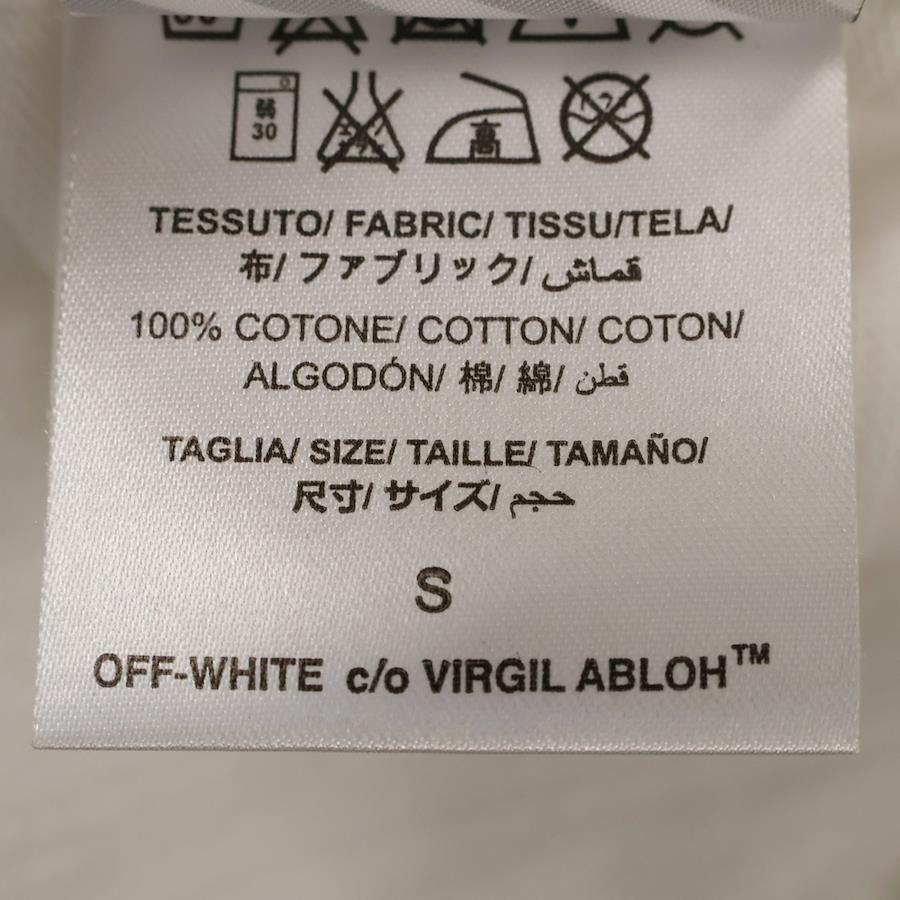 弱 30 高
TESSUTO/ FABRIC/ TISSU/TELA/
布/ ファブリック/ قماش
100% COTONE/ COTTON/ COTON/
ALGODÓN/ 棉/ 綿/ قطن
TAGLIA/ SIZE/ TAILLE/ TAMAÑO/
尺寸/ サイズ/ حجم
S
OFF-WHITE c/o VIRGIL ABLOH™